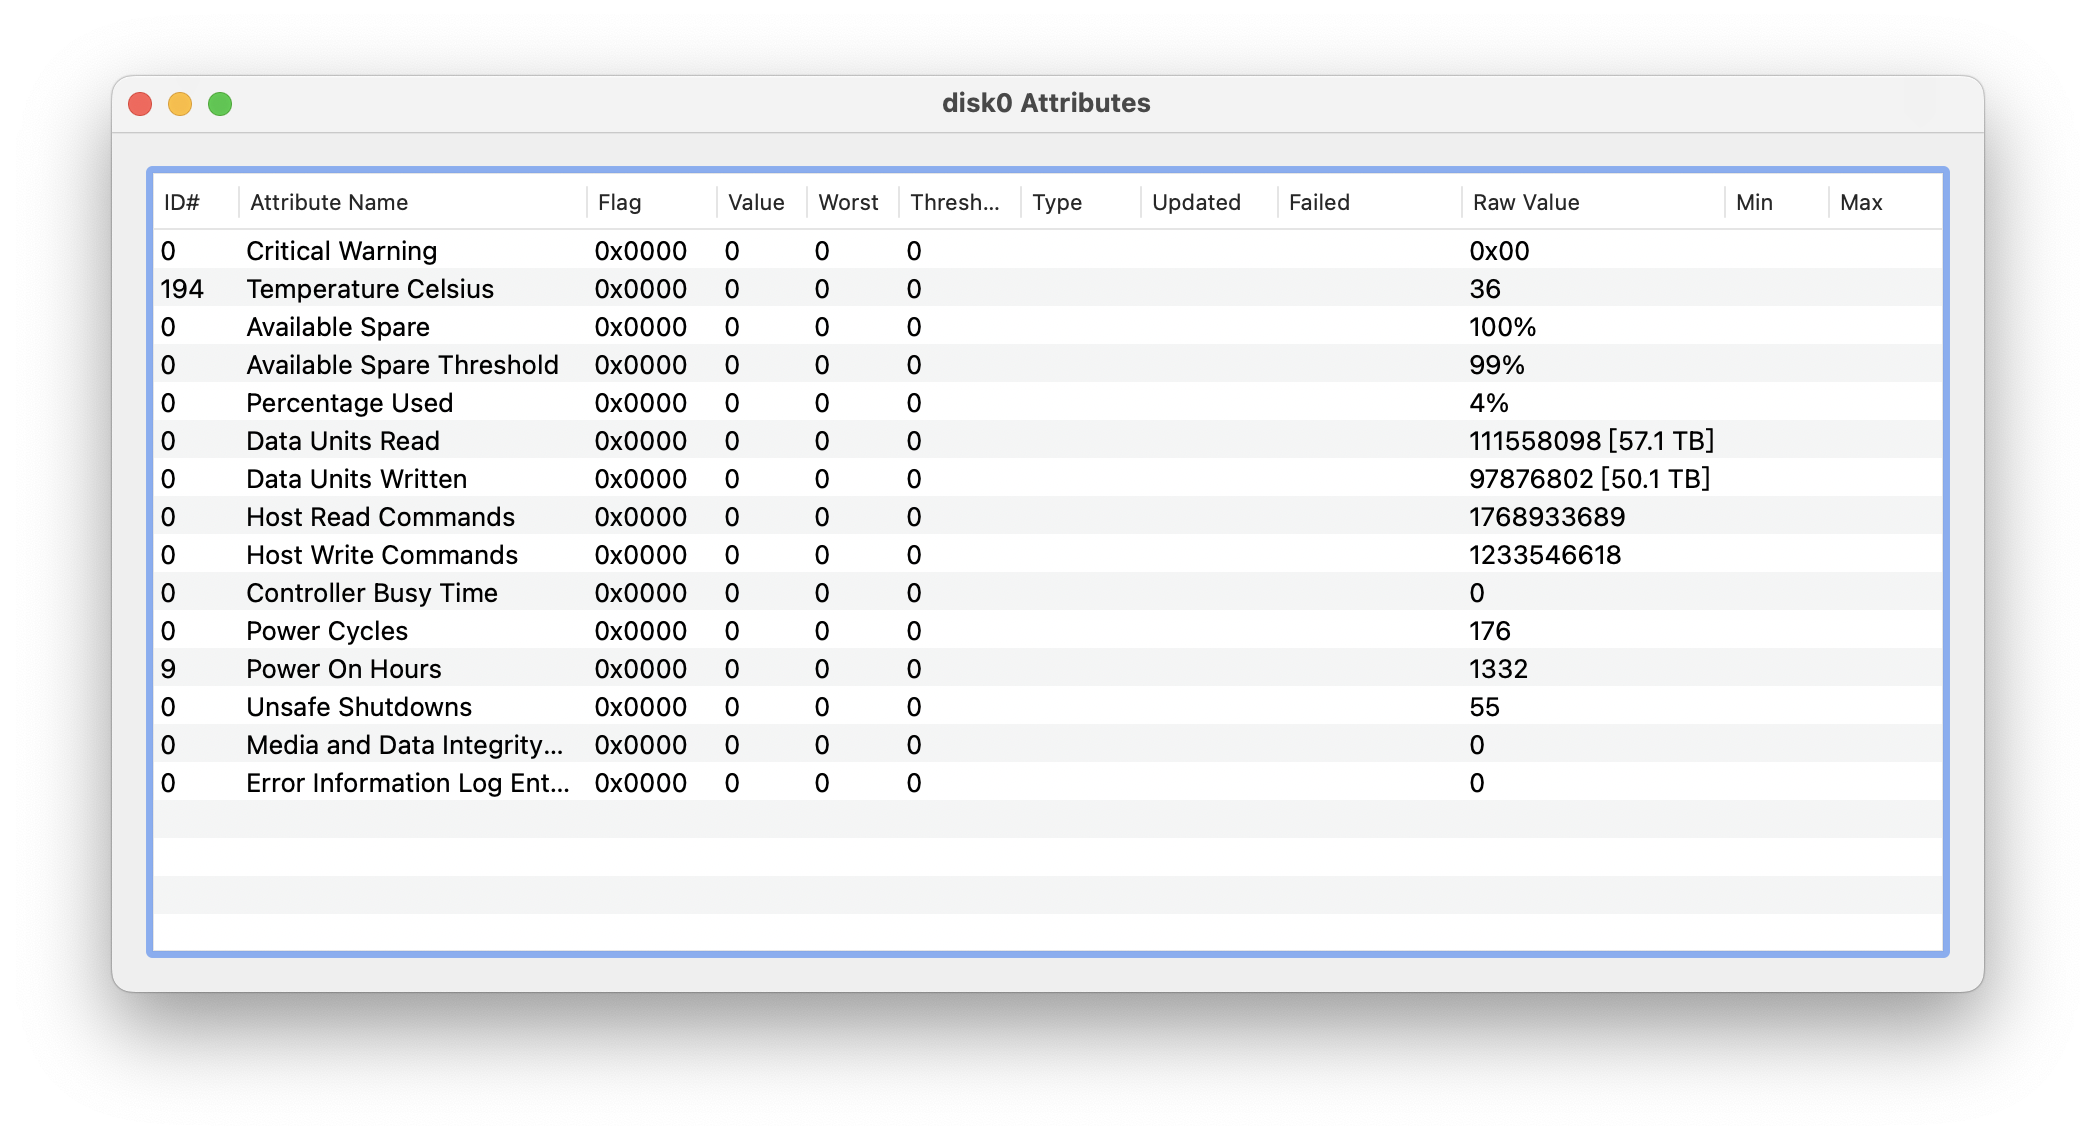 disk0 Attributes
ID# Attribute Name Flag Value Worst Thresh... Type Updated Failed Raw Value Min Max
0 Critical Warning 0x0000 0 0 0 0x00
194 Temperature Celsius 0x0000 0 0 0 36
0 Available Spare 0x0000 0 0 0 100%
0 Available Spare Threshold 0x0000 0 0 0 99%
0 Percentage Used 0x0000 0 0 0 4%
0 Data Units Read 0x0000 0 0 0 111558098 [57.1 TB]
0 Data Units Written 0x0000 0 0 0 97876802 [50.1 TB]
0 Host Read Commands 0x0000 0 0 0 1768933689
0 Host Write Commands 0x0000 0 0 0 1233546618
0 Controller Busy Time 0x0000 0 0 0 0
0 Power Cycles 0x0000 0 0 0 176
9 Power On Hours 0x0000 0 0 0 1332
0 Unsafe Shutdowns 0x0000 0 0 0 55
0 Media and Data Integrity... 0x0000 0 0 0 0
0 Error Information Log Ent... 0x0000 0 0 0 0